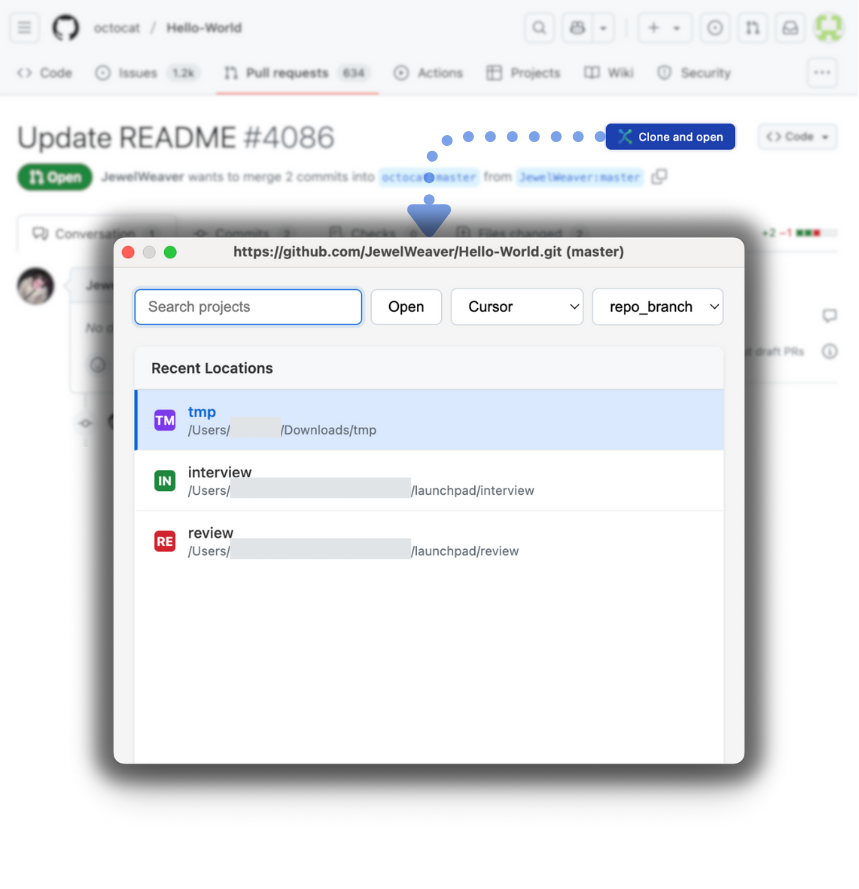 octocat / Hello-World
Code Issues 1.2k Pull requests 634 Actions Projects Wiki Security
Update README #4086
Clone and open
Code
Open JewelWeaver wants to merge 2 commits into octocat:master from JewelWeaver:master
Conversation 1 Commits 2 Checks 0 Files changed 2 +2 −1
https://github.com/JewelWeaver/Hello-World.git (master)
Search projects Open Cursor repo_branch
Recent Locations
TM tmp
/Users/ /Downloads/tmp
IN interview
/Users/ /launchpad/interview
RE review
/Users/ /launchpad/review
Jew
No d
draft PRs